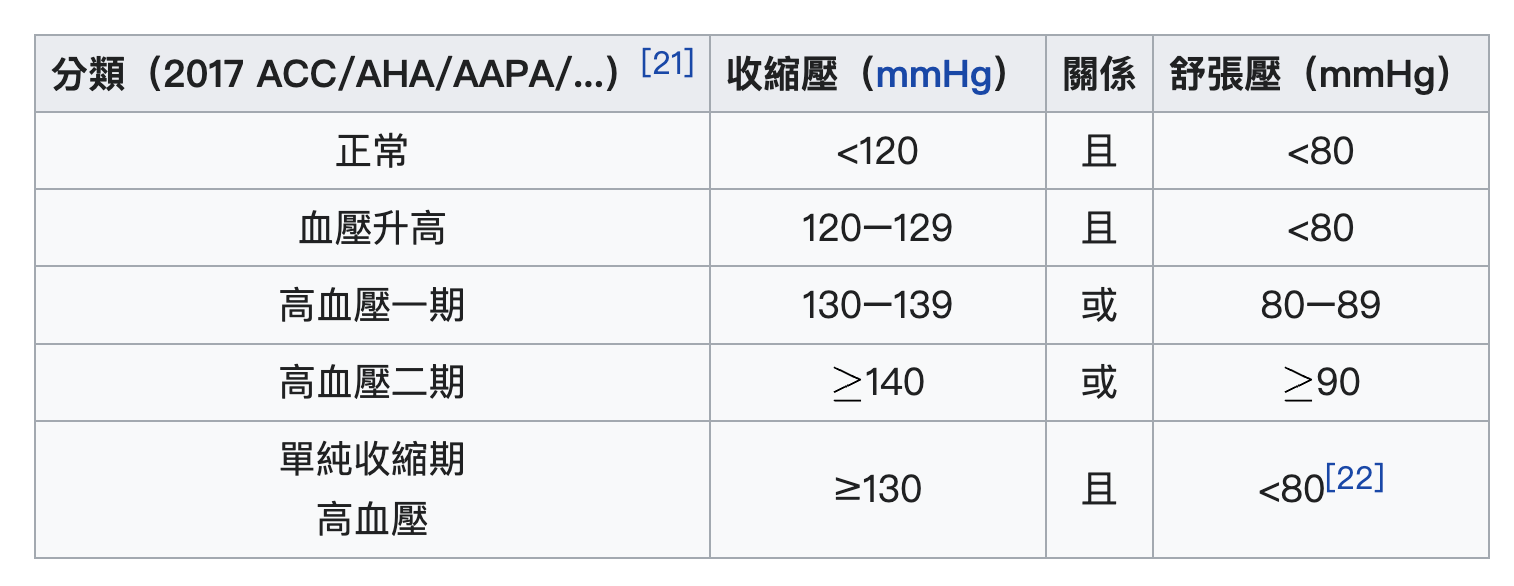 分類（2017 ACC/AHA/AAPA/...）[21] 收縮壓（mmHg） 關係 舒張壓（mmHg）
正常 <120 且 <80
血壓升高 120—129 且 <80
高血壓一期 130—139 或 80—89
高血壓二期 ≥140 或 ≥90
單純收縮期
高血壓 ≥130 且 <80[22]